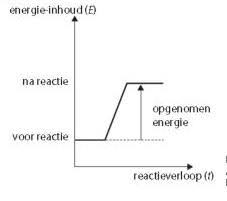 energie-inhoud (E)
na reactie
opgenomen
energie
voor reactie
reactieverloop (t)